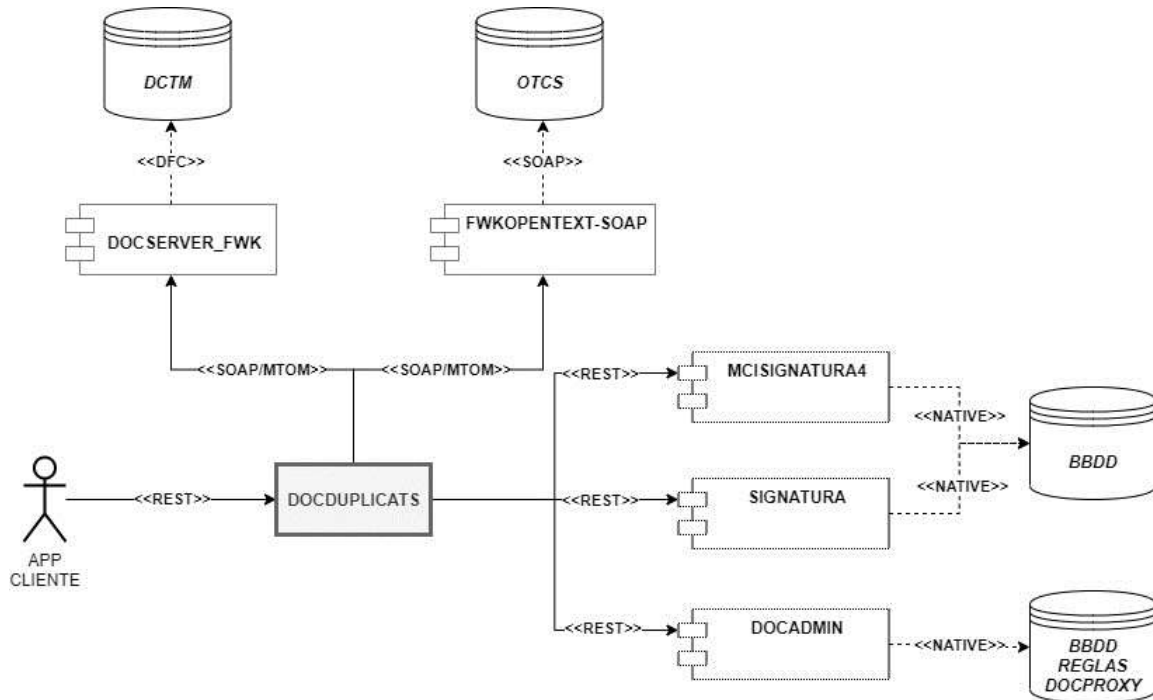 DCTM
OTCS
<<DFC>>
<<SOAP>>
DOCSERVER_FWK
FWKOPENTEXT-SOAP
<<SOAP/MTOM>>
<<SOAP/MTOM>>
<<REST>>
MCISIGNATURA4
<<NATIVE>>
BBDD
<<REST>>
DOCDUPLICATS
<<REST>>
SIGNATURA
<<NATIVE>>
APP
CLIENTE
<<REST>>
DOCADMIN
<<NATIVE>>
BBDD
REGLAS
DOCPROXY